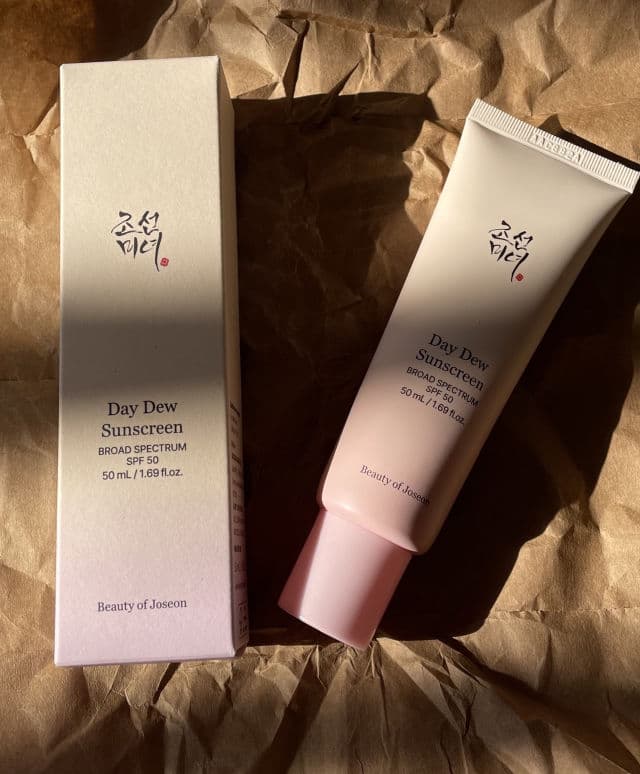 조선
미녀
Day Dew
Sunscreen
BROAD SPECTRUM
SPF 50
50 mL / 1.69 fl.oz.
Beauty of Joseon
조선
미녀
Day Dew
Sunscreen
BROAD SPECTRUM
SPF 50
50 mL / 1.69 fl.oz.
Beauty of Joseon